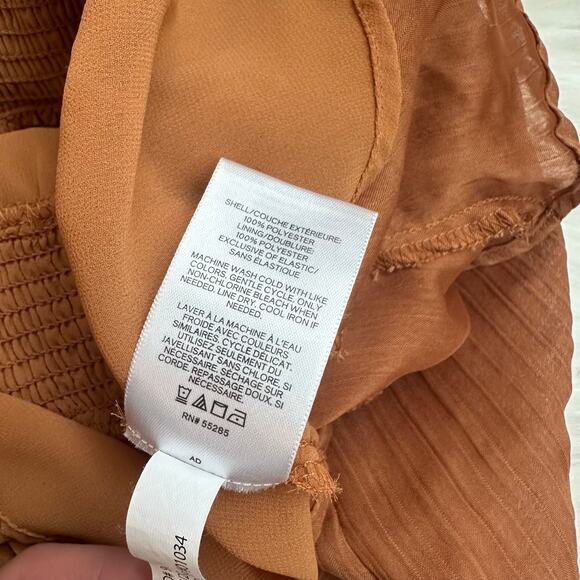 SHELL/COUCHE EXTÉRIEURE:
100% POLYESTER
LINING/DOUBLURE:
100% POLYESTER
EXCLUSIVE OF ELASTIC/
SANS ÉLASTIQUE
MACHINE WASH COLD WITH LIKE
COLORS. GENTLE CYCLE. ONLY
NON-CHLORINE BLEACH WHEN
NEEDED. LINE DRY. COOL IRON IF
NEEDED.
LAVER À LA MACHINE À L'EAU
FROIDE AVEC COULEURS
SIMILAIRES, CYCLE DÉLICAT.
UTILISEZ SEULEMENT DU
JAVELLISANT SANS CHLORE, SI
NÉCESSAIRE. SÉCHAGE SUR
CORDE. REPASSAGE DOUX, SI
NÉCESSAIRE.
RN# 55285
AD